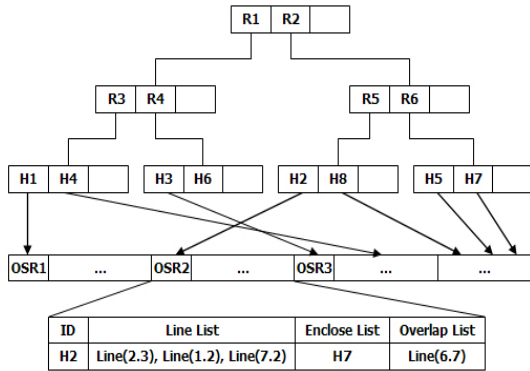 R1 R2
R3 R4 R5 R6
H1 H4 H3 H6 H2 H8 H5 H7
OSR1 ... OSR2 ... OSR3 ... ...
ID Line List Enclose List Overlap List
H2 Line(2.3), Line(1.2), Line(7.2) H7 Line(6.7)